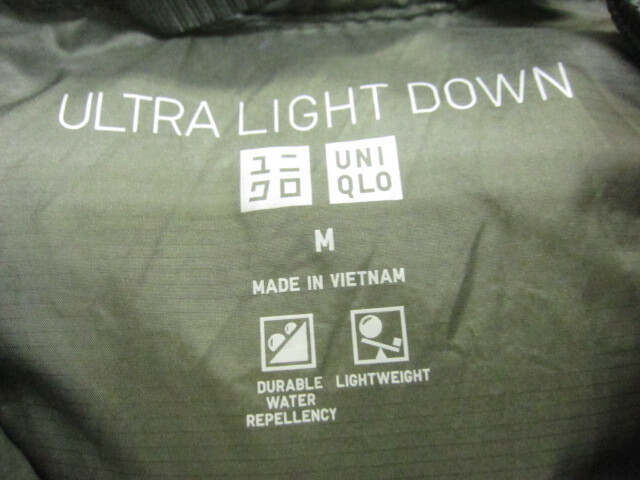 ULTRA LIGHT DOWN
ユニ UNI
クロ QLO
M
MADE IN VIETNAM
DURABLE LIGHTWEIGHT
WATER
REPELLENCY